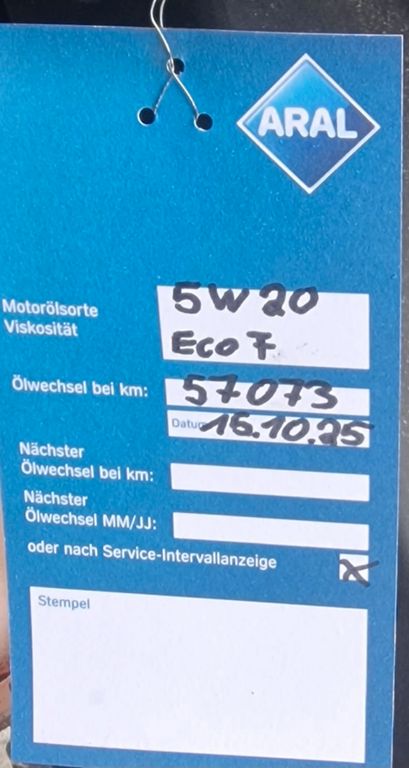 ARAL
Motorölsorte
Viskosität
5W20
Eco F
Ölwechsel bei km:
57073
Datum
16.10.25
Nächster
Ölwechsel bei km:
Nächster
Ölwechsel MM/JJ:
oder nach Service-Intervallanzeige
X
Stempel